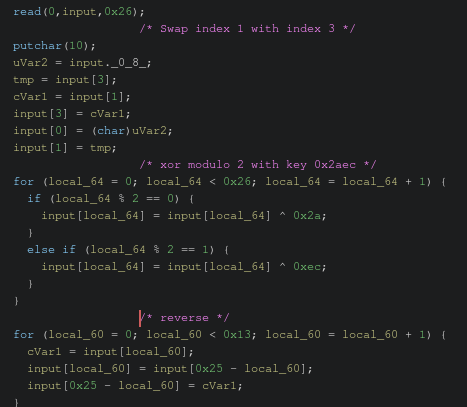 read(0,input,0x26);
/* Swap index 1 with index 3 */
putchar(10);
uVar2 = input._0_8_;
tmp = input[3];
cVar1 = input[1];
input[3] = cVar1;
input[0] = (char)uVar2;
input[1] = tmp;
/* xor modulo 2 with key 0x2aec */
for (local_64 = 0; local_64 < 0x26; local_64 = local_64 + 1) {
if (local_64 % 2 == 0) {
input[local_64] = input[local_64] ^ 0x2a;
}
else if (local_64 % 2 == 1) {
input[local_64] = input[local_64] ^ 0xec;
}
}
/* reverse */
for (local_60 = 0; local_60 < 0x13; local_60 = local_60 + 1) {
cVar1 = input[local_60];
input[local_60] = input[0x25 - local_60];
input[0x25 - local_60] = cVar1;
}